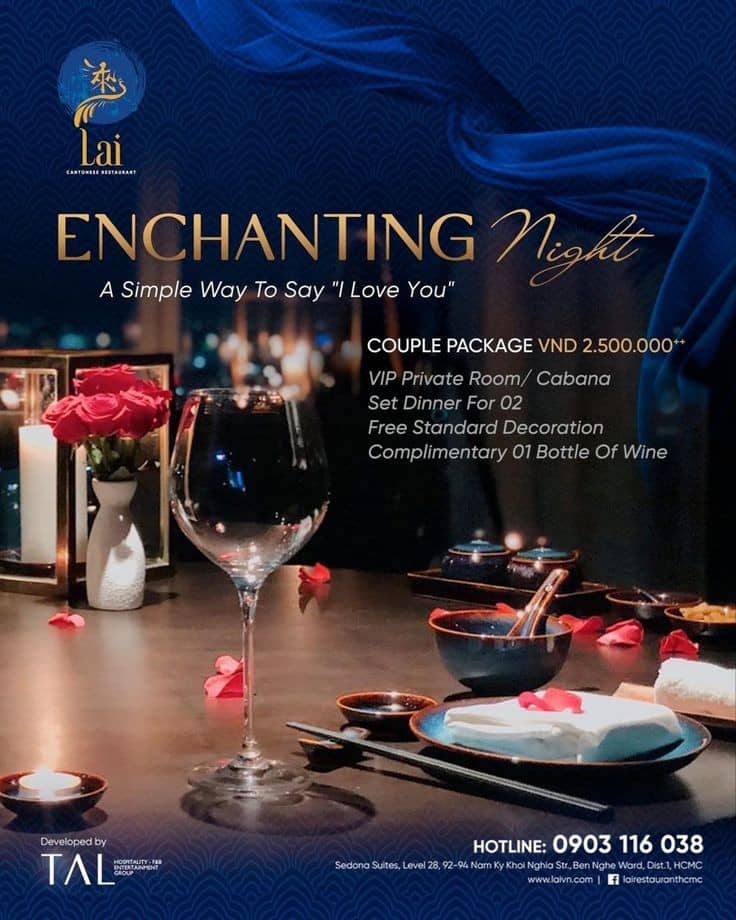 來
Lai
CANTONESE RESTAURANT
ENCHANTING Night
A Simple Way To Say "I Love You"
COUPLE PACKAGE VND 2.500.000++
VIP Private Room/ Cabana
Set Dinner For 02
Free Standard Decoration
Complimentary 01 Bottle Of Wine
Developed by
TAL HOSPITALITY - F&B
ENTERTAINMENT
GROUP
HOTLINE: 0903 116 038
Sedona Suites, Level 28, 92-94 Nam Ky Khoi Nghia Str., Ben Nghe Ward, Dist.1, HCMC
www.laivn.com | lairestauranthcmc